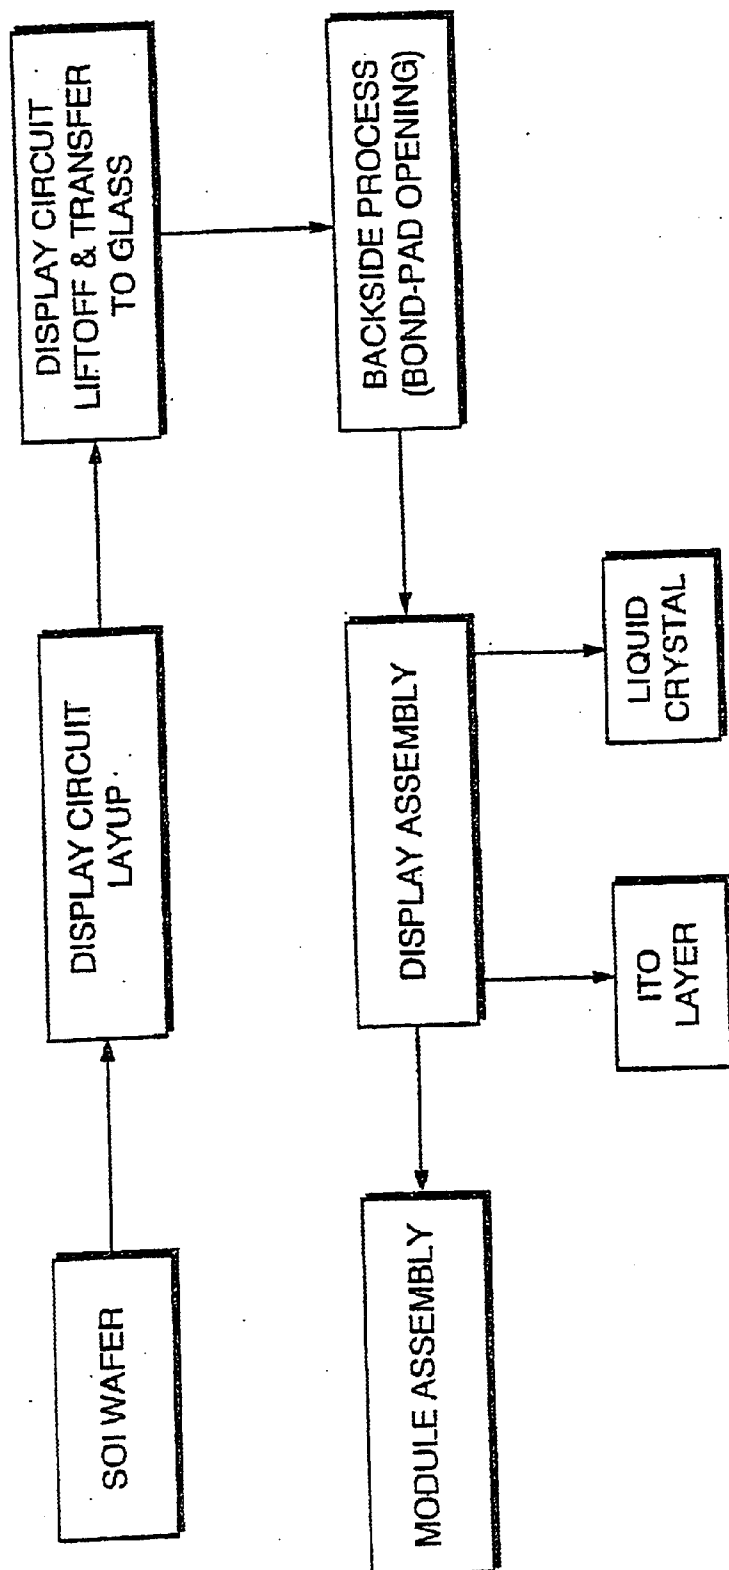 SOI WAFER
DISPLAY CIRCUIT
LAYUP
DISPLAY CIRCUIT
LIFTOFF & TRANSFER
TO GLASS
BACKSIDE PROCESS
(BOND-PAD OPENING)
DISPLAY ASSEMBLY
LIQUID
CRYSTAL
ITO
LAYER
MODULE ASSEMBLY